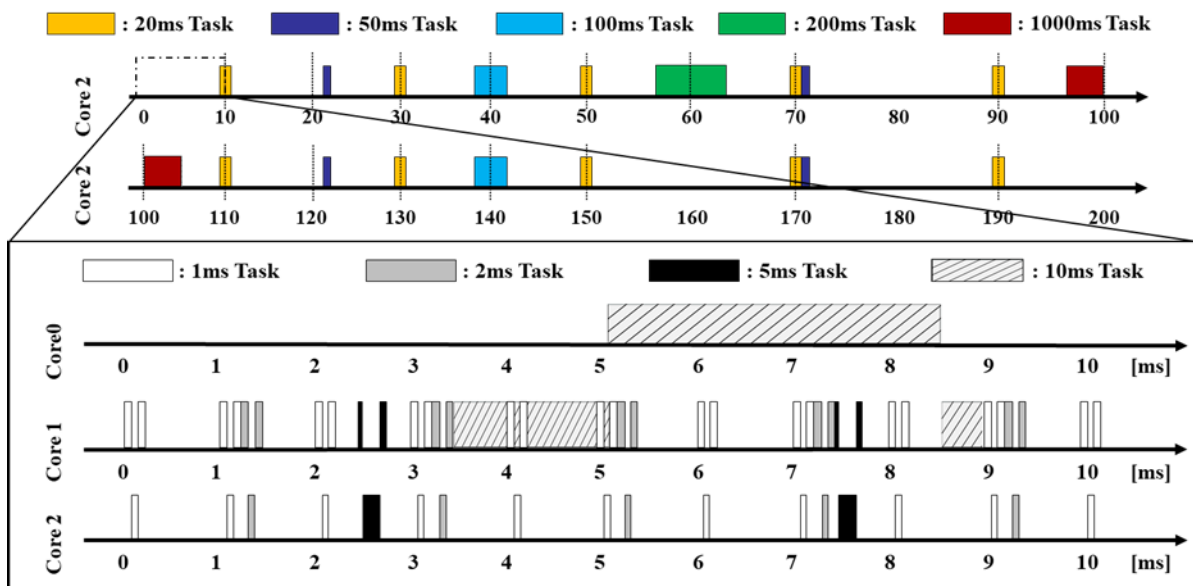 : 20ms Task : 50ms Task : 100ms Task : 200ms Task : 1000ms Task
Core 2
0 10 20 30 40 50 60 70 80 90 100
Core 2
100 110 120 130 140 150 160 170 180 190 200
: 1ms Task : 2ms Task : 5ms Task : 10ms Task
Core0
0 1 2 3 4 5 6 7 8 9 10 [ms]
Core 1
0 1 2 3 4 5 6 7 8 9 10 [ms]
Core 2
0 1 2 3 4 5 6 7 8 9 10 [ms]